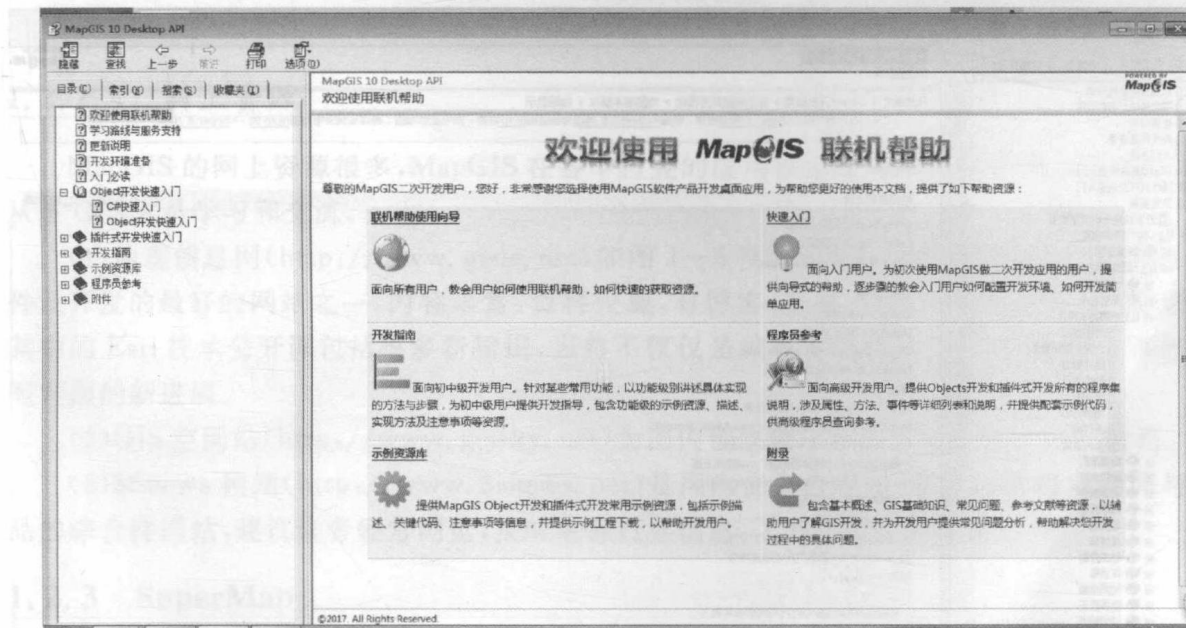 MapGIS 10 Desktop API
隐藏 查找 上一步 前进 打印 选项(O)
目录(C) 索引(N) 搜索(S) 收藏夹(I)
欢迎使用联机帮助
学习路线与服务支持
更新说明
开发环境准备
入门必读
Object开发快速入门
C#快速入门
Object开发快速入门
插件式开发快速入门
开发指南
示例资源库
程序员参考
附件
MapGIS 10 Desktop API
欢迎使用联机帮助
POWERED BY
MapGIS
欢迎使用 MapGIS 联机帮助
尊敬的MapGIS二次开发用户，您好，非常感谢您选择使用MapGIS软件产品开发桌面应用，为帮助您更好的使用本文档，提供了如下帮助资源：
联机帮助使用向导
面向所有用户，教会用户如何使用联机帮助，如何快速的获取资源。
快速入门
面向入门用户。为初次使用MapGIS做二次开发应用的用户，提
供向导式的帮助，逐步骤的教会入门用户如何配置开发环境、如何开发简
单应用。
开发指南
面向初中级开发用户。针对某些常用功能，以功能级别讲述具体实现
的方法与步骤，为初中级用户提供开发指导，包含功能级的示例资源、描述、
实现方法及注意事项等资源。
程序员参考
面向高级开发用户。提供Objects开发和插件式开发所有的程序集
说明，涉及属性、方法、事件等详细列表和说明，并提供配套示例代码，
供高级程序员查询参考。
示例资源库
提供MapGIS Object开发和插件式开发常用示例资源，包括示例描
述、关键代码、注意事项等信息，并提供示例工程下载，以帮助开发用户。
附录
包含基本概述、GIS基础知识、常见问题、参考文献等资源，以辅
助用户了解GIS开发，并为开发用户提供常见问题分析，帮助解决您开发
过程中的具体问题。
©2017. All Rights Reserved.